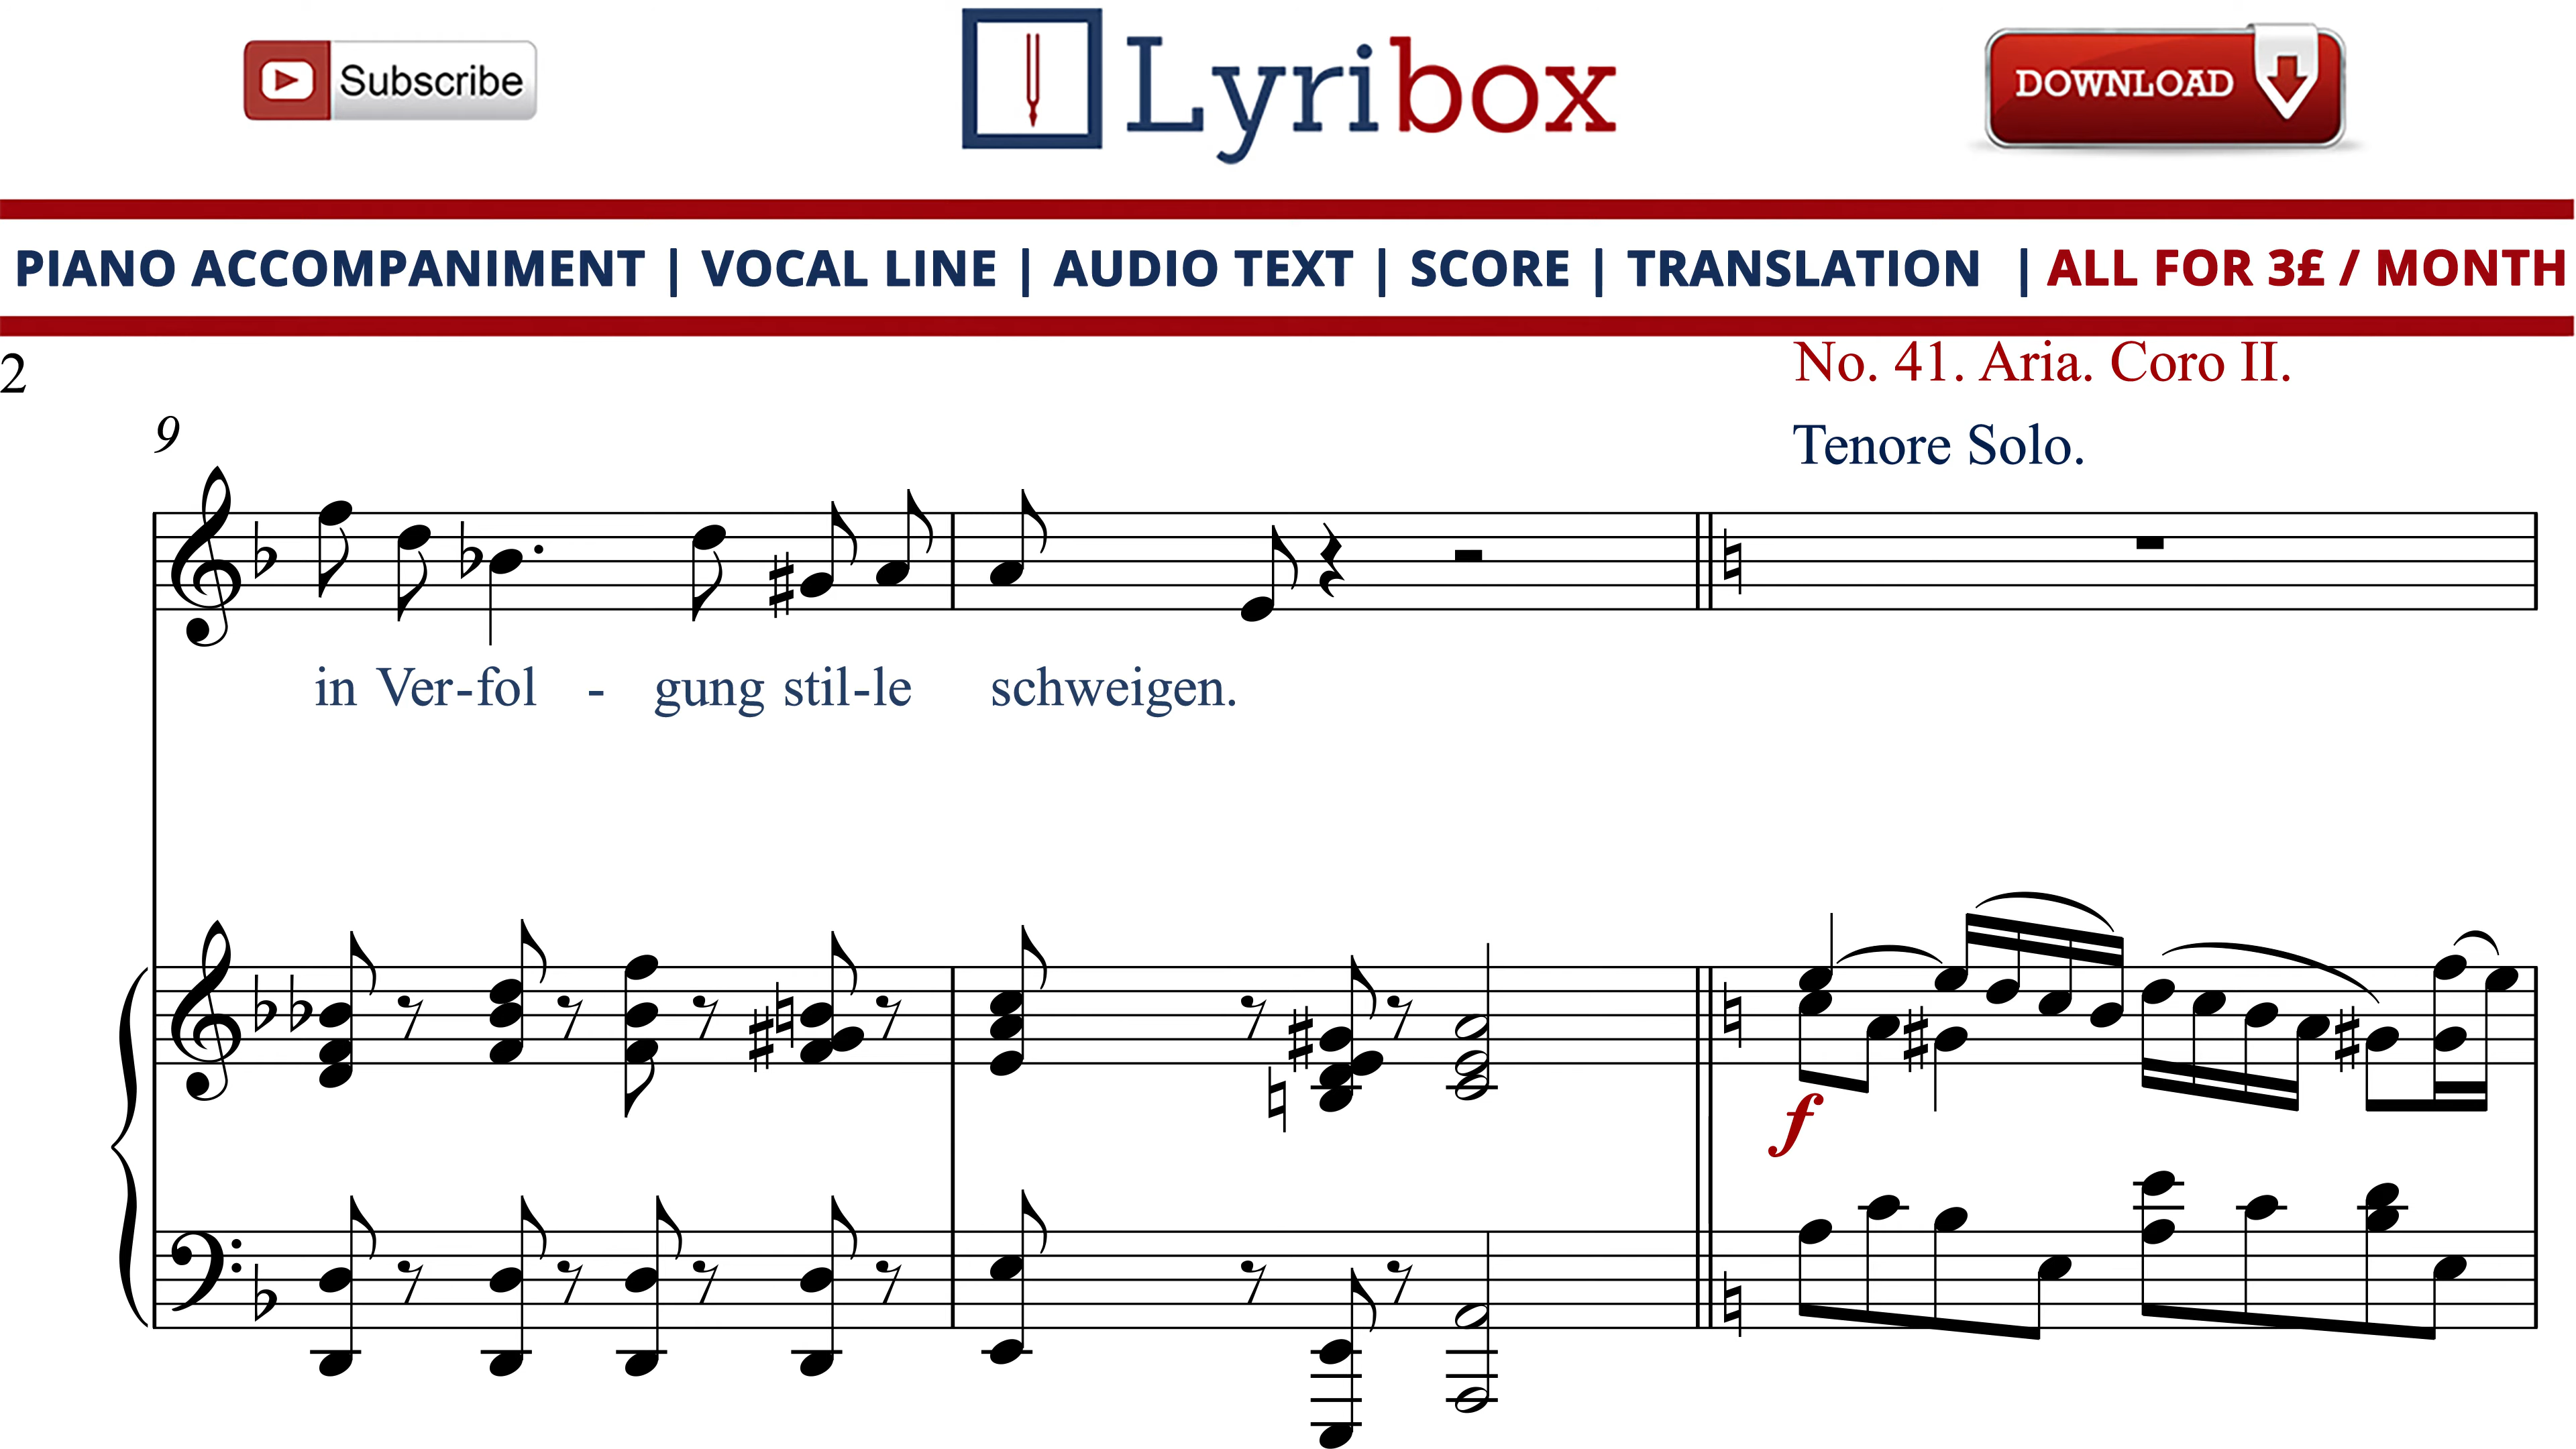 Subscribe
Lyribox
DOWNLOAD
PIANO ACCOMPANIMENT | VOCAL LINE | AUDIO TEXT | SCORE | TRANSLATION | ALL FOR 3£ / MONTH
2
No. 41. Aria. Coro II.
9
Tenore Solo.
in Ver-fol - gung stil-le schweigen.
f